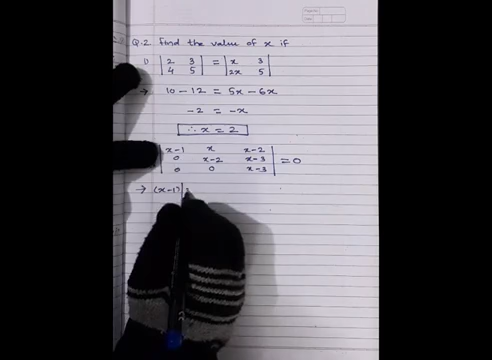 Q.2 Find the value of x if
1) | 2 3 | = | x 3 |
| 4 5 | | 2x 5 |
→ 10 - 12 = 5x - 6x
-2 = -x
∴ x = 2
| x-1 x x-2 |
| 0 x-2 x-3 | = 0
| 0 0 x-3 |
→ (x-1) |